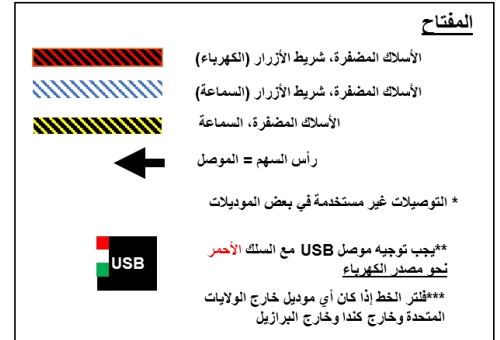 المفتاح
الأسلاك المضفرة، شريط الأزرار (الكهرباء)
الأسلاك المضفرة، شريط الأزرار (السماعة)
الأسلاك المضفرة، السماعة
رأس السهم = الموصل
* التوصيلات غير مستخدمة في بعض الموديلات
**يجب توجيه موصل USB مع السلك الأحمر
نحو مصدر الكهرباء
USB
***فلتر الخط إذا كان أي موديل خارج الولايات
المتحدة وخارج كندا وخارج البرازيل